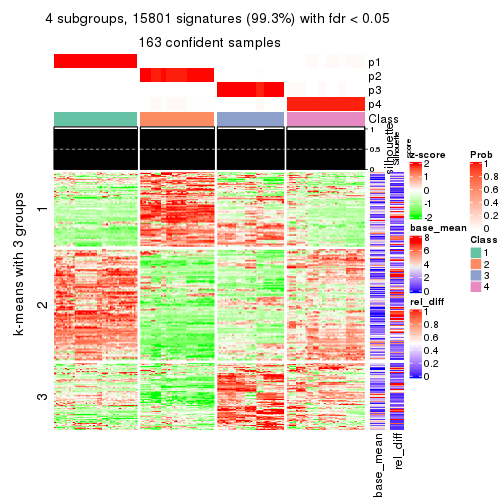 4 subgroups, 15801 signatures (99.3%) with fdr < 0.05
163 confident samples
p1
p2
p3
p4
Class
1
0.5
0
silhouette
Silhouette
score
k-means with 3 groups
1
2
3
base_mean
rel_diff
z-score
2
1
0
-1
-2
base_mean
8
6
4
2
0
rel_diff
1
0.8
0.6
0.4
0.2
0
Prob
1
0.8
0.6
0.4
0.2
0
Class
1
2
3
4